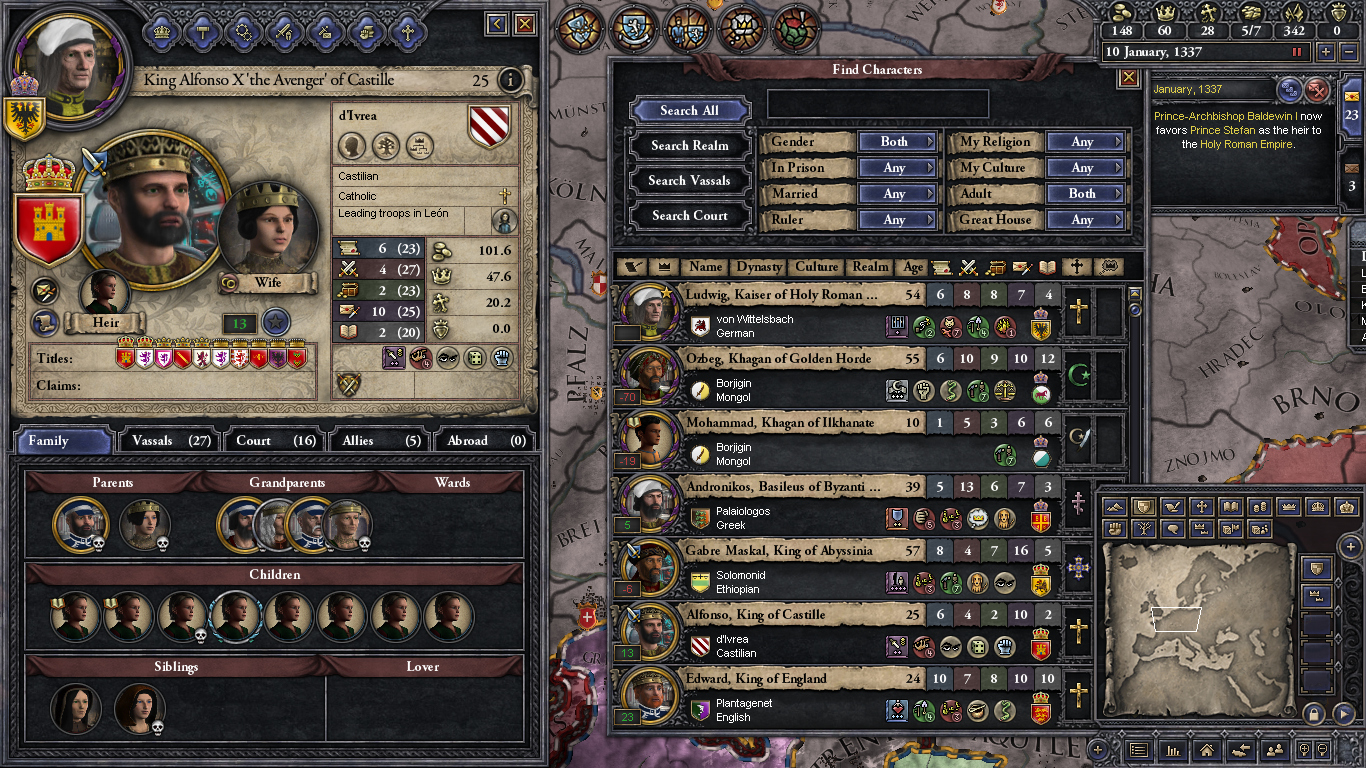 King Alfonso X 'the Avenger' of Castille 25
d'Ivrea
Castilian
Catholic
Leading troops in León
6 (23)
4 (27)
2 (23)
10 (25)
2 (20)
101.6
47.6
20.2
0.0
Wife
Heir
13
4
Titles:
Claims:
Family
Vassals (27)
Court (16)
Allies (5)
Abroad (0)
Parents
Grandparents
Wards
Children
Siblings
Lover
Find Characters
Search All
Search Realm
Search Vassals
Search Court
Gender Both
In Prison Any
Married Any
Ruler Any
My Religion Any
My Culture Any
Adult Both
Great House Any
Name Dynasty Culture Realm Age
Ludwig, Kaiser of Holy Roman ... 54 6 8 8 7 4
von Wittelsbach
German
Ozbeg, Khagan of Golden Horde 55 6 10 9 10 12
-70
Borjigin
Mongol
Mohammad, Khagan of Ilkhanate 10 1 5 3 6 6
-19
Borjigin
Mongol
Andronikos, Basileus of Byzanti ... 39 5 13 6 7 3
5
Palaiologos
Greek
Gabre Maskal, King of Abyssinia 57 8 4 7 16 5
-6
Solomonid
Ethiopian
Alfonso, King of Castille 25 6 4 2 10 2
13
d'Ivrea
Castilian
Edward, King of England 24 10 7 8 10 10
23
Plantagenet
English
148 60 28 5/7 342 0
10 January, 1337
January, 1337
Prince-Archbishop Baldewin I now
favors Prince Stefan as the heir to
the Holy Roman Empire.
23
3
KÖLN
PFALZ
HRADEC
BRNO
ZNOJMO